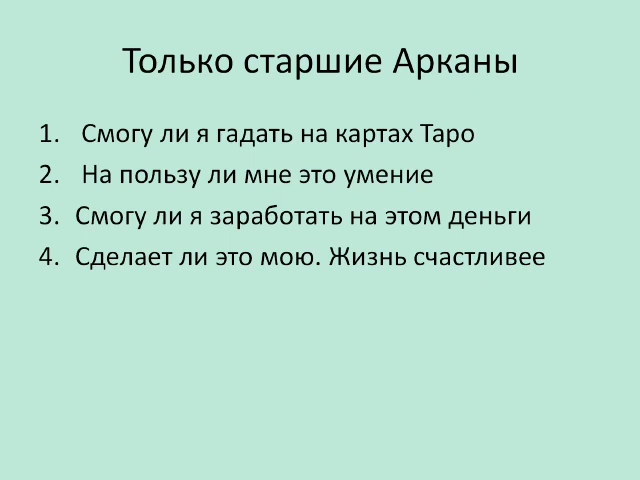 Только старшие Арканы
1. Смогу ли я гадать на картах Таро
2. На пользу ли мне это умение
3. Смогу ли я заработать на этом деньги
4. Сделает ли это мою. Жизнь счастливее